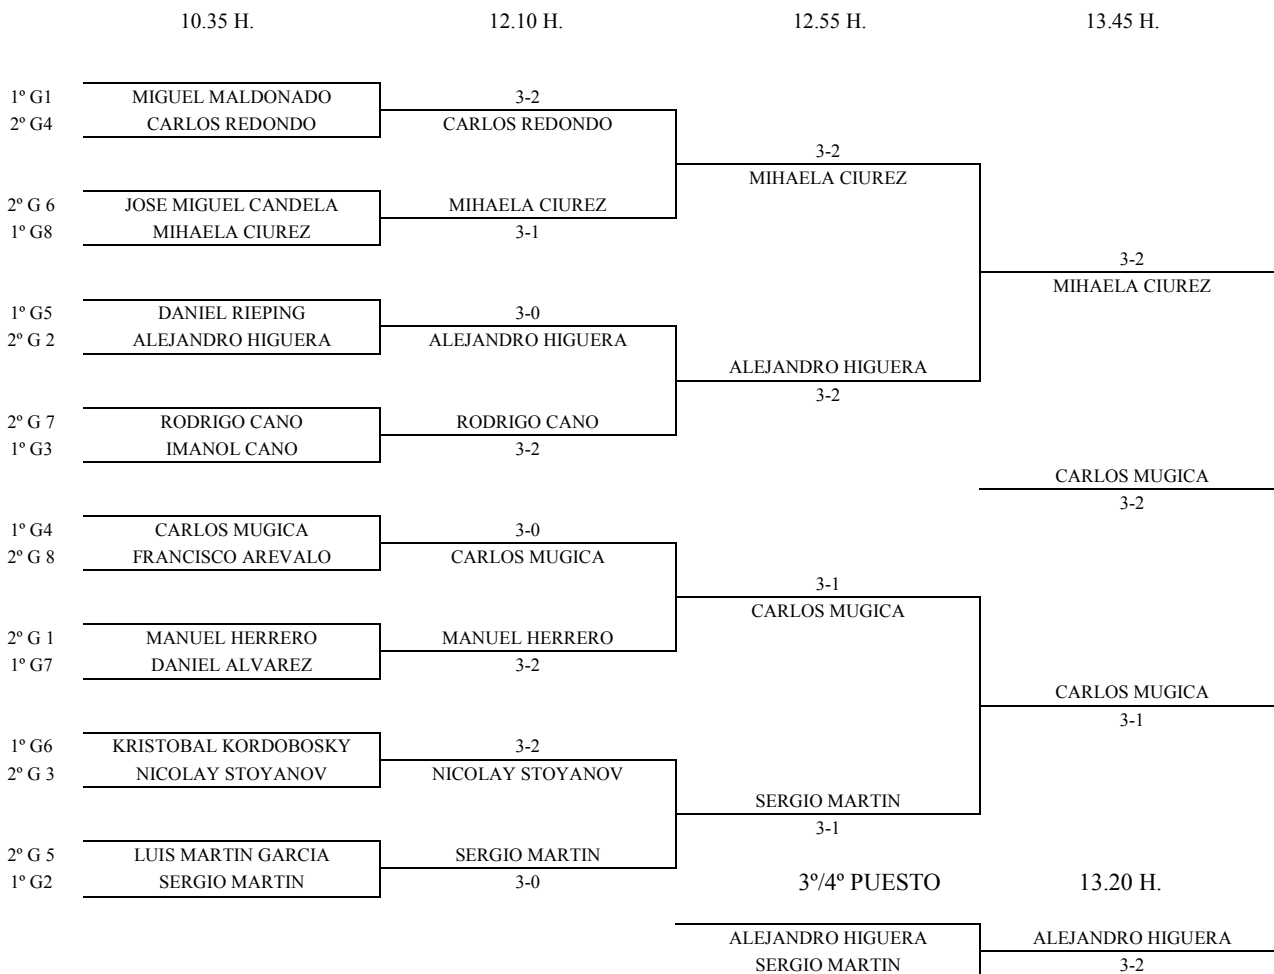 10.35 H. 12.10 H. 12.55 H. 13.45 H.
1º G1 MIGUEL MALDONADO 3-2
2º G4 CARLOS REDONDO CARLOS REDONDO
3-2
MIHAELA CIUREZ
2º G 6 JOSE MIGUEL CANDELA MIHAELA CIUREZ
1º G8 MIHAELA CIUREZ 3-1
3-2
MIHAELA CIUREZ
1º G5 DANIEL RIEPING 3-0
2º G 2 ALEJANDRO HIGUERA ALEJANDRO HIGUERA
ALEJANDRO HIGUERA
3-2
2º G 7 RODRIGO CANO RODRIGO CANO
1º G3 IMANOL CANO 3-2
CARLOS MUGICA
3-2
1º G4 CARLOS MUGICA 3-0
2º G 8 FRANCISCO AREVALO CARLOS MUGICA
3-1
CARLOS MUGICA
2º G 1 MANUEL HERRERO MANUEL HERRERO
1º G7 DANIEL ALVAREZ 3-2
CARLOS MUGICA
3-1
1º G6 KRISTOBAL KORDOBOSKY 3-2
2º G 3 NICOLAY STOYANOV NICOLAY STOYANOV
SERGIO MARTIN
3-1
2º G 5 LUIS MARTIN GARCIA SERGIO MARTIN
1º G2 SERGIO MARTIN 3-0 3º/4º PUESTO 13.20 H.
ALEJANDRO HIGUERA ALEJANDRO HIGUERA
SERGIO MARTIN 3-2